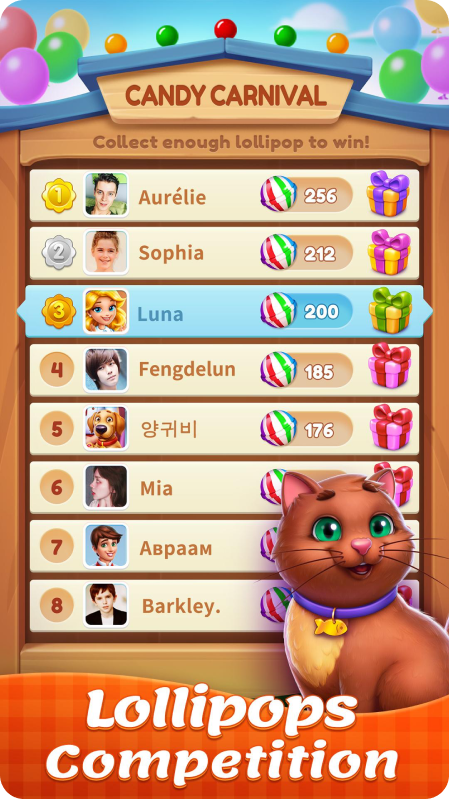 CANDY CARNIVAL
Collect enough lollipop to win!
1 Aurélie 256
2 Sophia 212
3 Luna 200
4 Fengdelun 185
5 양귀비 176
6 Mia
7 Авраам
8 Barkley.
Lollipops
Competition